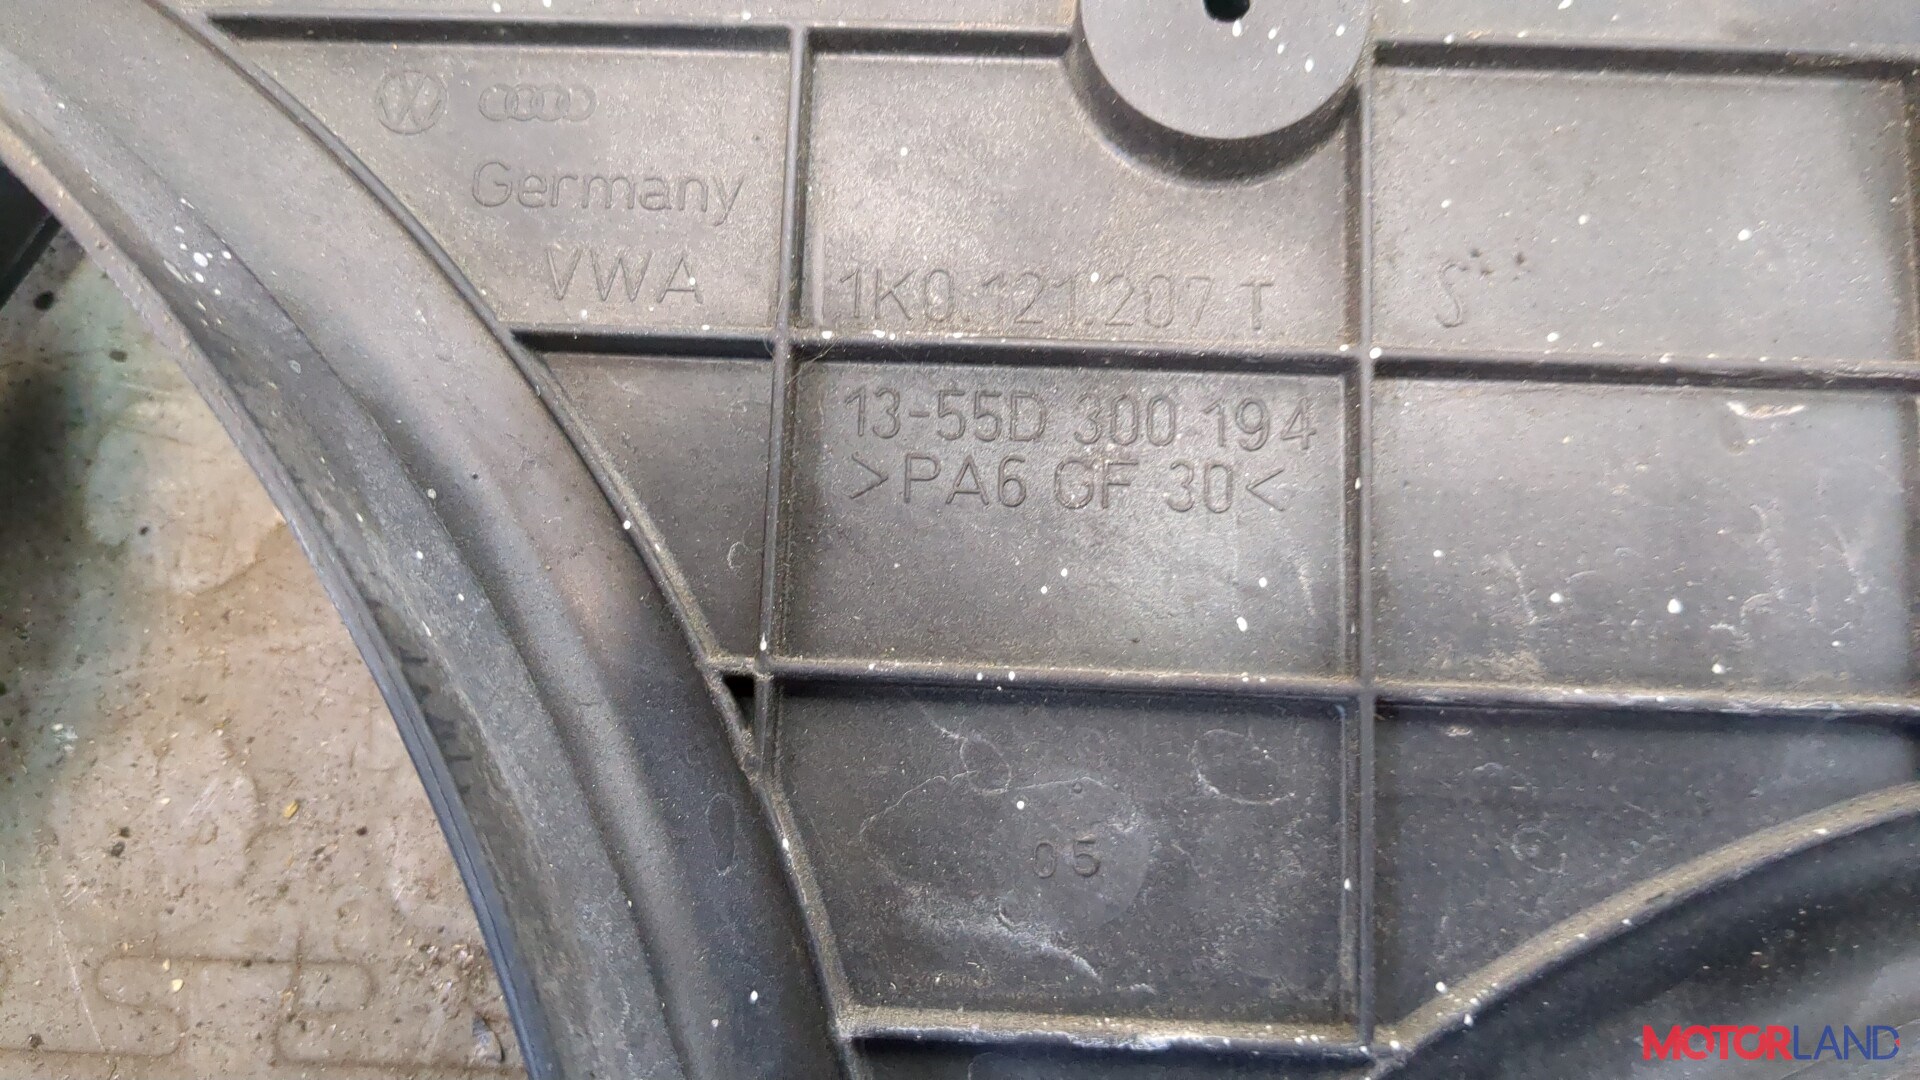 Germany
VWA
1K0.121.207 T
S
13-55D 300 194
>PA6 GF 30<
05
MOTORLAND